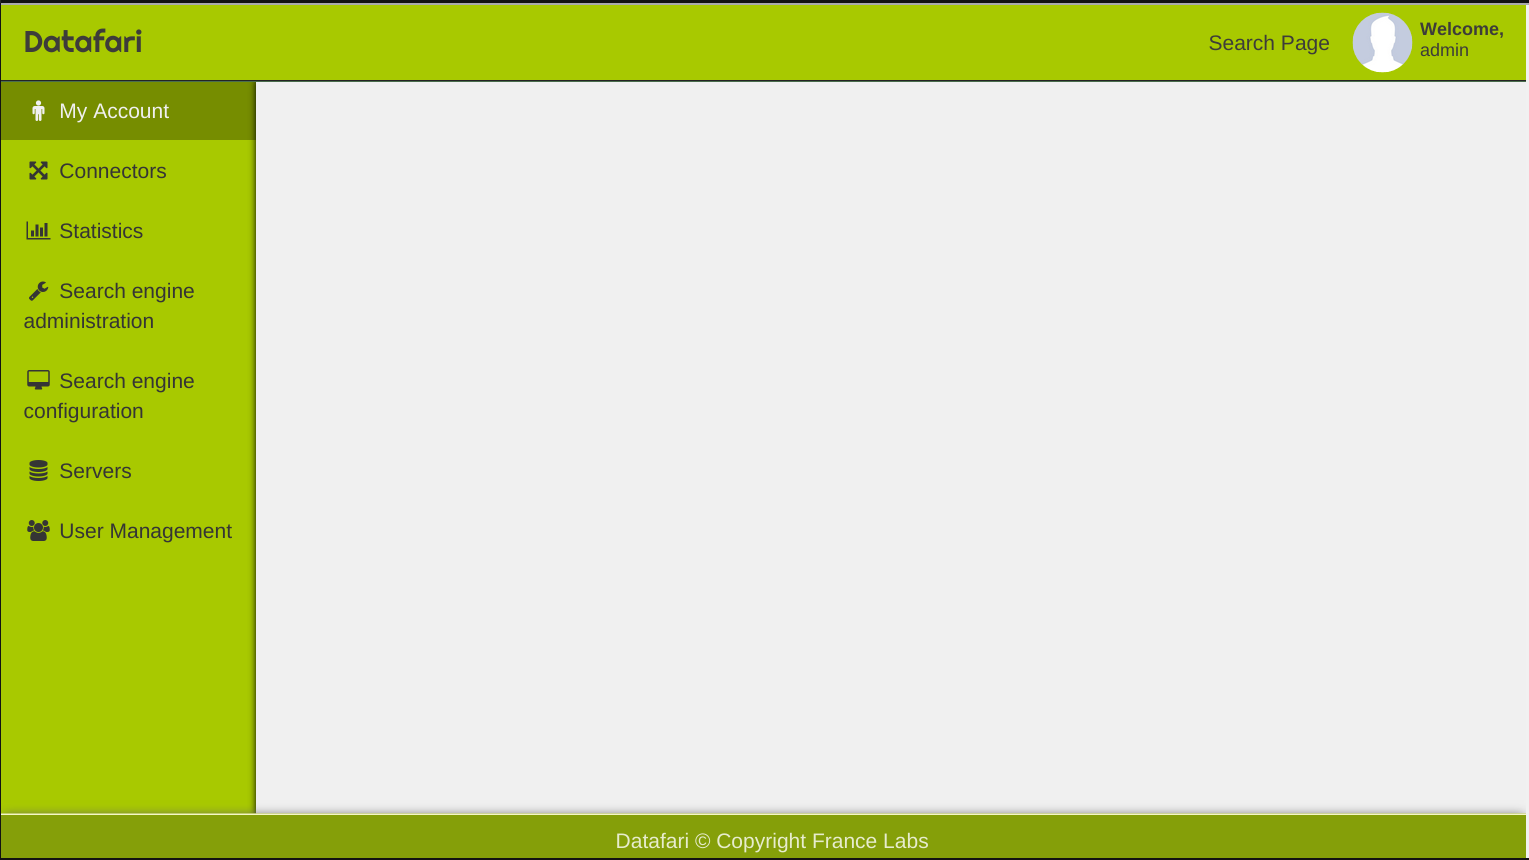 Datafari
Search Page
Welcome,
admin
My Account
Connectors
Statistics
Search engine
administration
Search engine
configuration
Servers
User Management
Datafari © Copyright France Labs